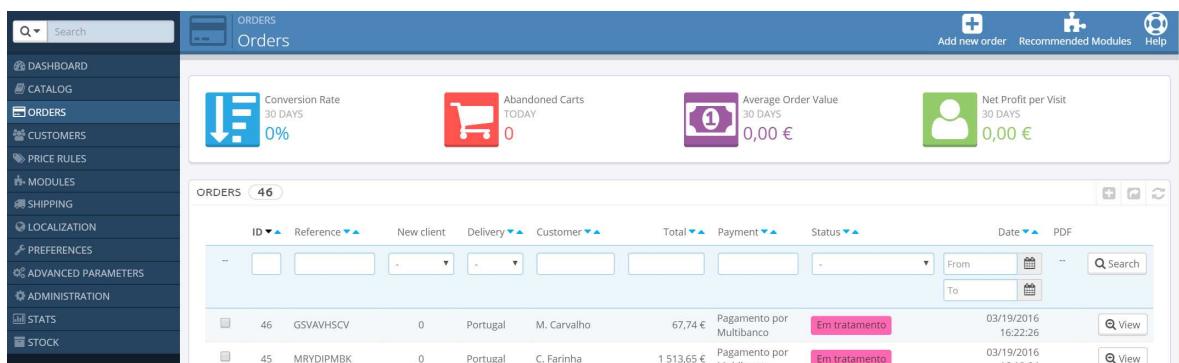 Search
DASHBOARD
CATALOG
ORDERS
CUSTOMERS
PRICE RULES
MODULES
SHIPPING
LOCALIZATION
PREFERENCES
ADVANCED PARAMETERS
ADMINISTRATION
STATS
STOCK
ORDERS
Orders
Add new order Recommended Modules Help
Conversion Rate
30 DAYS
0%
Abandoned Carts
TODAY
0
1
Average Order Value
30 DAYS
0,00 €
Net Profit per Visit
30 DAYS
0,00 €
ORDERS 46
ID Reference New client Delivery Customer Total Payment Status Date PDF
-- - - - From -- Search
To
46 GSVAVHSCV 0 Portugal M. Carvalho 67,74 € Pagamento por Multibanco Em tratamento 03/19/2016 16:22:26 View
45 MRYDIPMBK 0 Portugal C. Farinha 1 513,65 € Pagamento por Em tratamento 03/19/2016 View